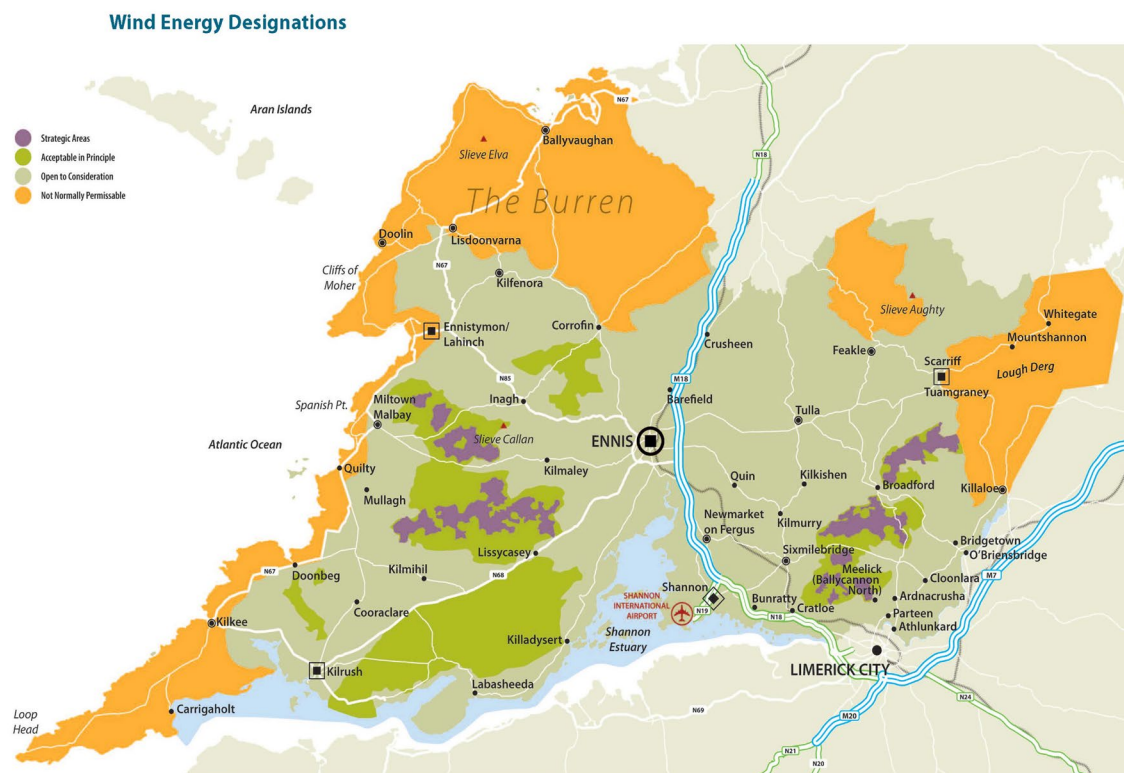 Wind Energy Designations
Aran Islands
Strategic Areas
Acceptable in Principle
Open to Consideration
Not Normally Permissable
N67
Ballyvaughan
Slieve Elva
N18
The Burren
Doolin
Lisdoonvarna
N67
Cliffs of
Moher
Kilfenora
Slieve Aughty
Ennistymon/
Lahinch
Corrofin
Crusheen
Whitegate
Mountshannon
Feakle
Scarriff
Lough Derg
Tuamgraney
N85
M18
Barefield
Inagh
Spanish Pt.
Miltown
Malbay
Tulla
Slieve Callan
ENNIS
Atlantic Ocean
Quilty
Kilmaley
Mullagh
Quin
Kilkishen
Broadford
Killaloe
Newmarket
on Fergus
Kilmurry
Lissycasey
Sixmilebridge
Bridgetown
O'Briensbridge
Meelick
(Ballycannon
North)
M7
N67
Doonbeg
Kilmihil
N68
Shannon
Cloonlara
Ardnacrusha
SHANNON
INTERNATIONAL
AIRPORT
N19
Bunratty
N18
Cratloe
Parteen
Athlunkard
Cooraclare
Kilkee
Killadysert
Shannon
Estuary
LIMERICK CITY
Kilrush
Labasheeda
N24
Carrigaholt
Loop
Head
N69
M20
N21
N20